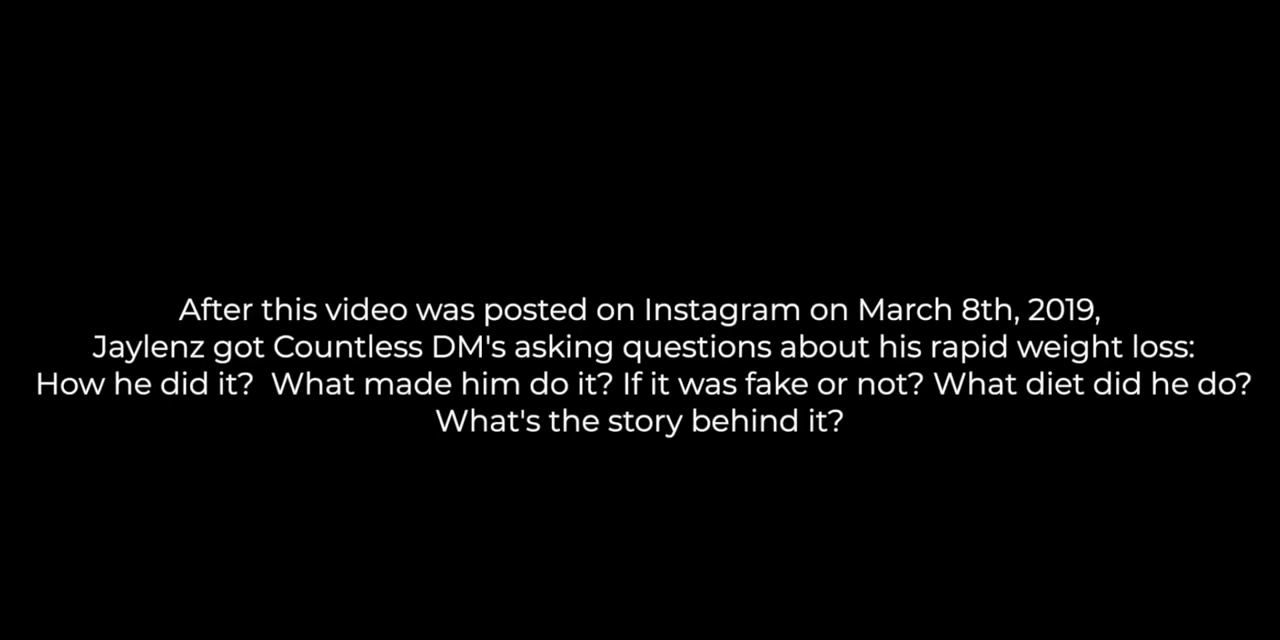 After this video was posted on Instagram on March 8th, 2019,
Jaylenz got Countless DM's asking questions about his rapid weight loss:
How he did it?  What made him do it? If it was fake or not? What diet did he do?
What's the story behind it?